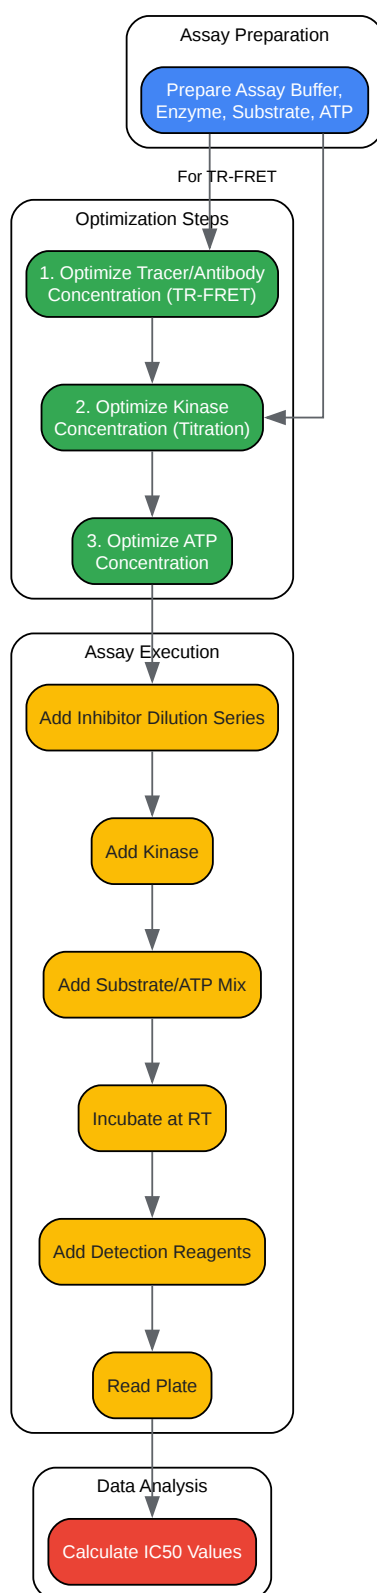 Assay Preparation
Prepare Assay Buffer,
Enzyme, Substrate, ATP
For TR-FRET
Optimization Steps
1. Optimize Tracer/Antibody
Concentration (TR-FRET)
2. Optimize Kinase
Concentration (Titration)
3. Optimize ATP
Concentration
Assay Execution
Add Inhibitor Dilution Series
Add Kinase
Add Substrate/ATP Mix
Incubate at RT
Add Detection Reagents
Read Plate
Data Analysis
Calculate IC50 Values